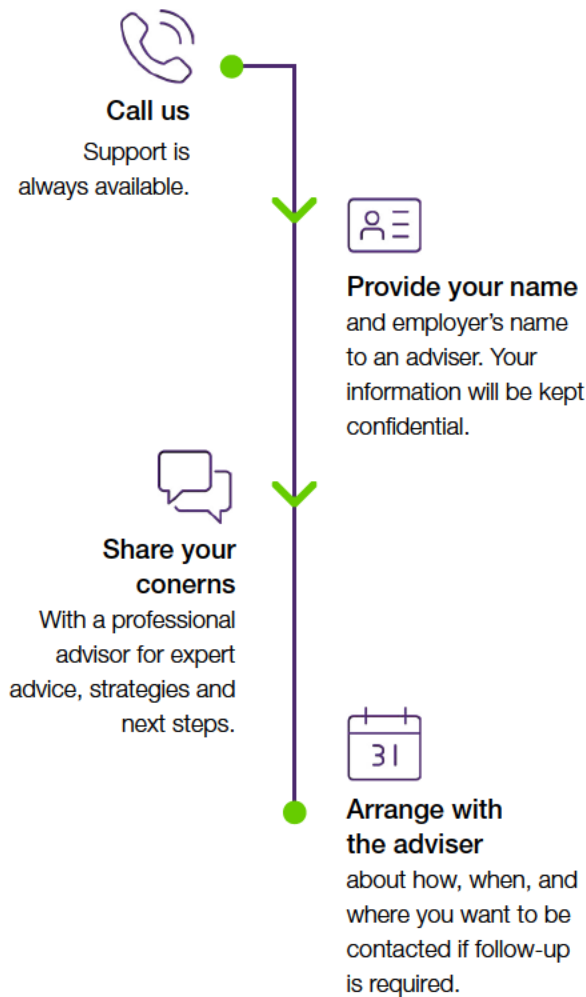 Call us
Support is
always available.
Provide your name
and employer's name
to an adviser. Your
information will be kept
confidential.
Share your
conerns
With a professional
advisor for expert
advice, strategies and
next steps.
31
Arrange with
the adviser
about how, when, and
where you want to be
contacted if follow-up
is required.